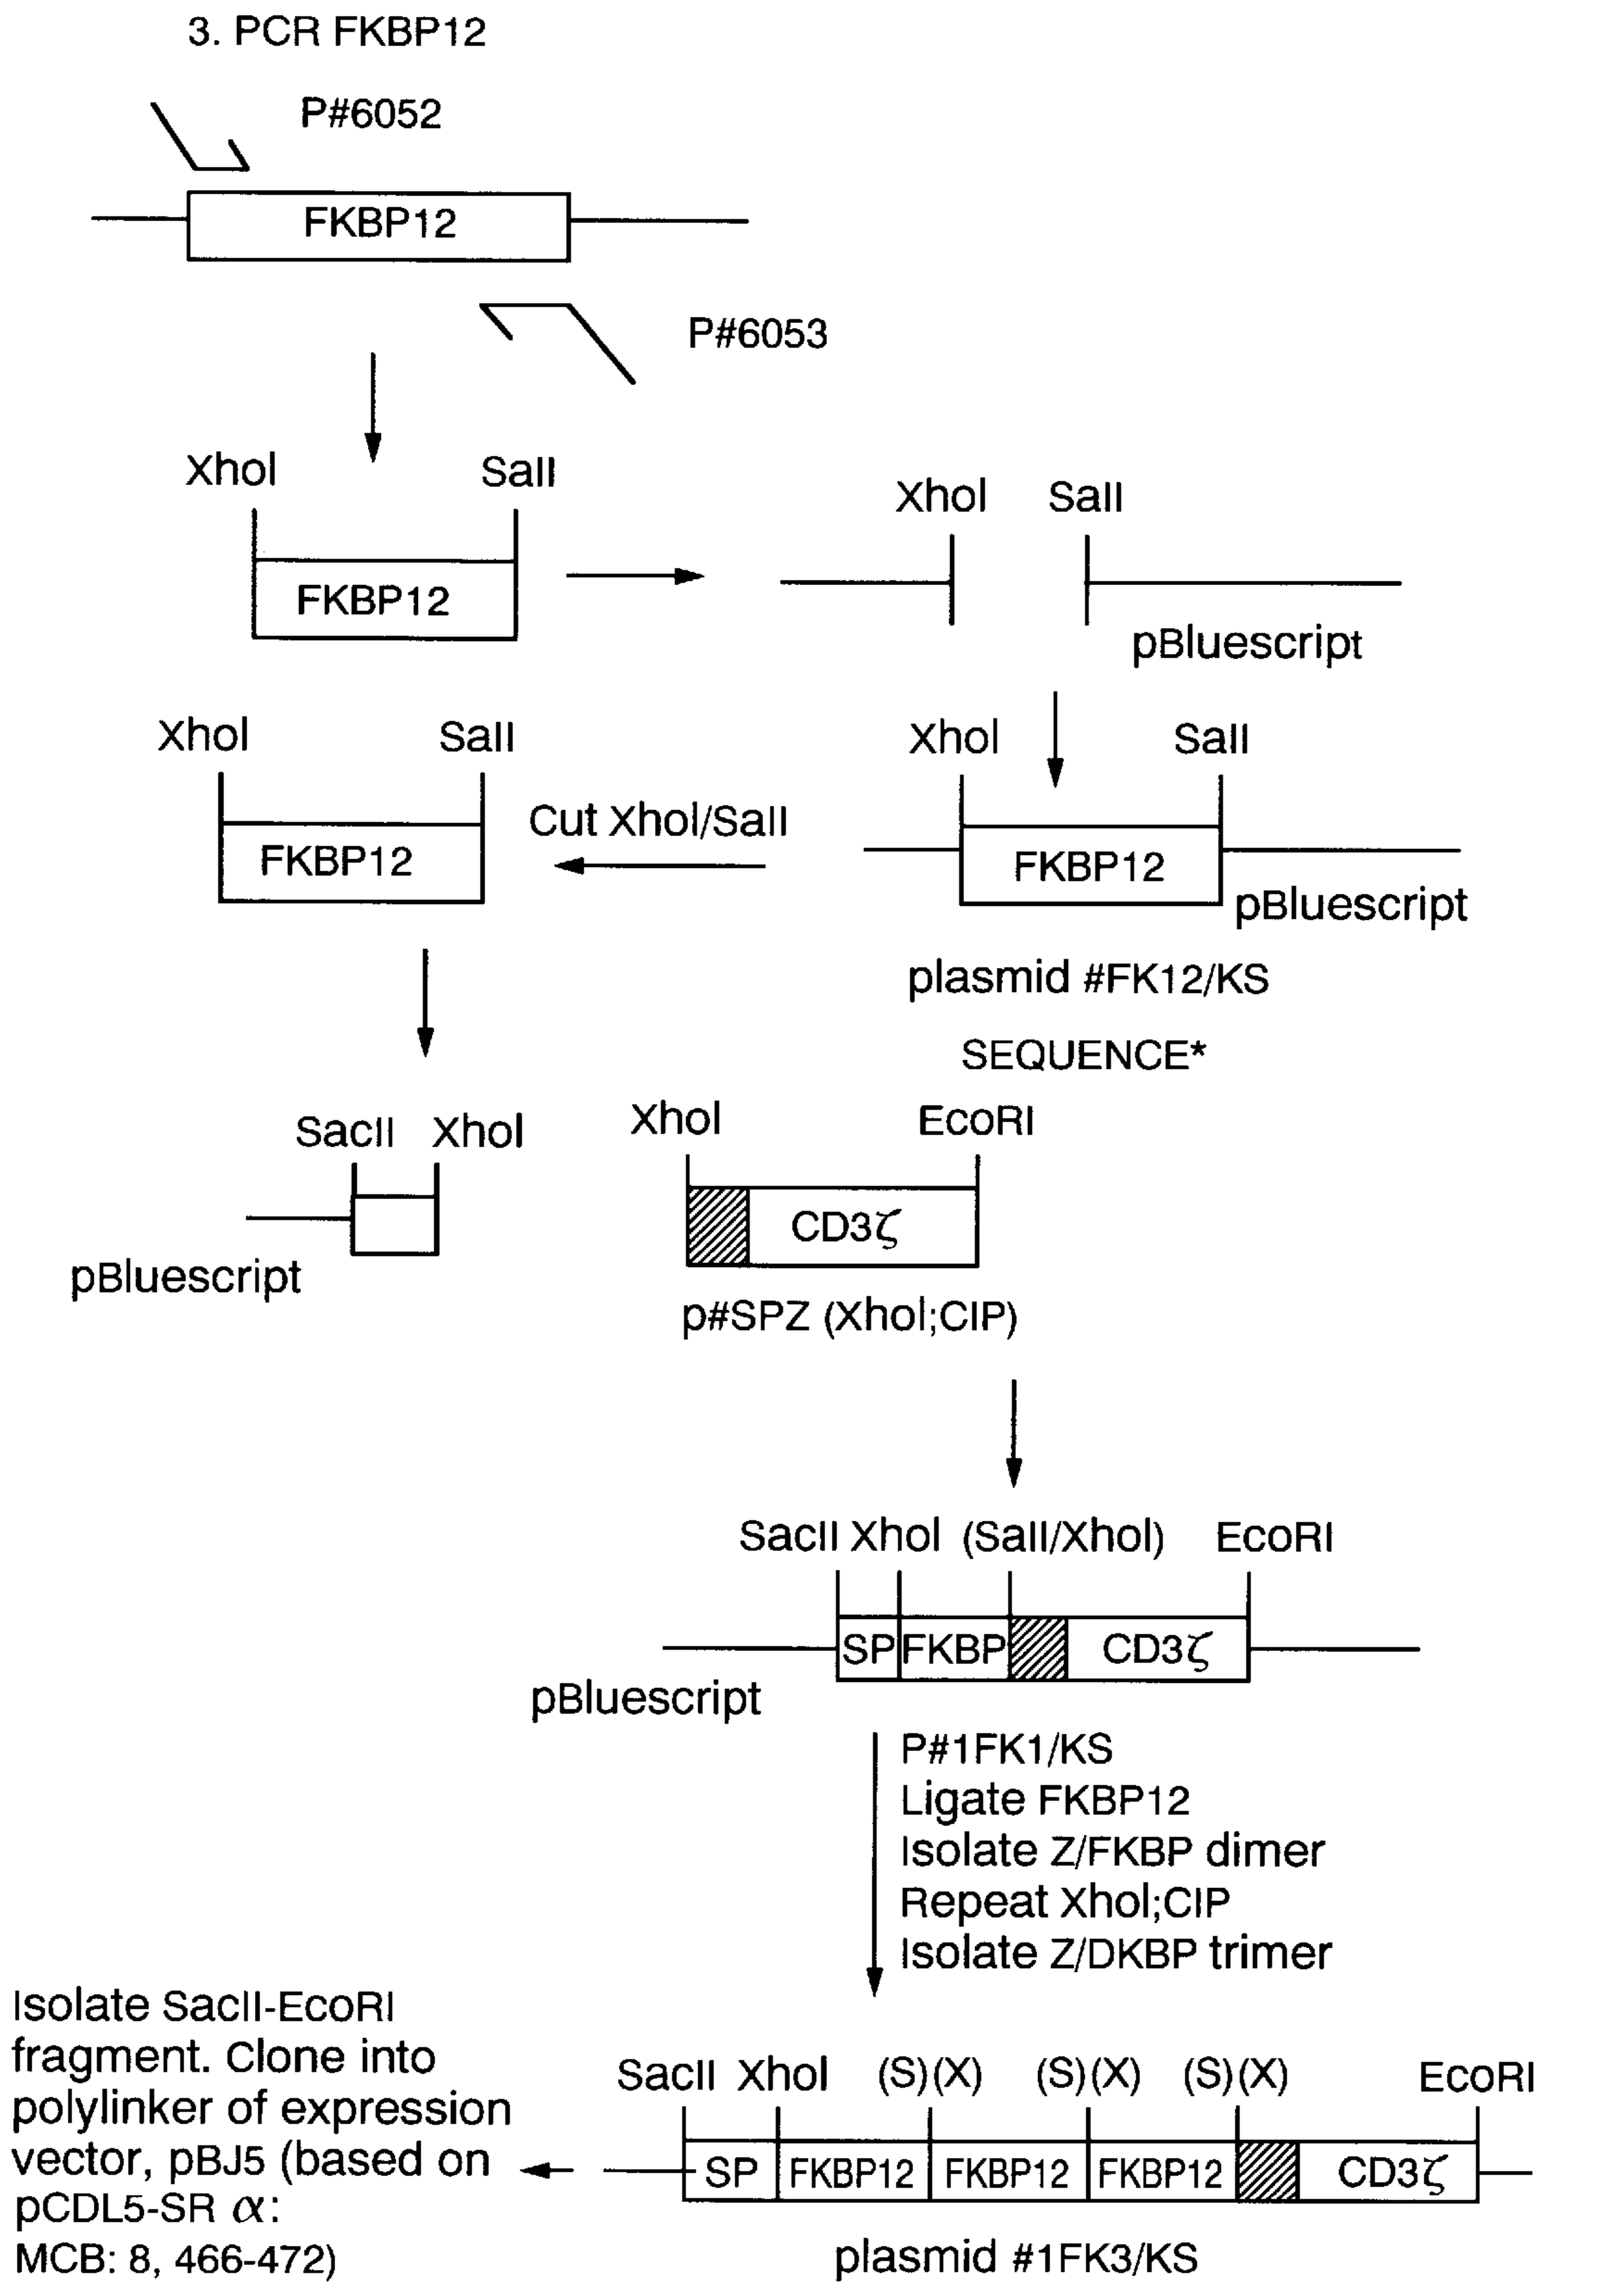 3. PCR FKBP12
P#6052
FKBP12
P#6053
XhoI SalI
FKBP12
XhoI SalI
pBluescript
XhoI SalI
FKBP12
Cut XhoI/SalI
XhoI SalI
FKBP12
pBluescript
plasmid #FK12/KS
SEQUENCE*
SacII XhoI
pBluescript
XhoI EcoRI
CD3ζ
p#SPZ (XhoI;CIP)
SacII XhoI (SalI/XhoI) EcoRI
SP FKBP CD3ζ
pBluescript
P#1FK1/KS
Ligate FKBP12
Isolate Z/FKBP dimer
Repeat XhoI;CIP
Isolate Z/DKBP trimer
Isolate SacII-EcoRI
fragment. Clone into
polylinker of expression
vector, pBJ5 (based on
pCDL5-SR α:
MCB: 8, 466-472)
SacII XhoI (S)(X) (S)(X) (S)(X) EcoRI
SP FKBP12 FKBP12 FKBP12 CD3ζ
plasmid #1FK3/KS